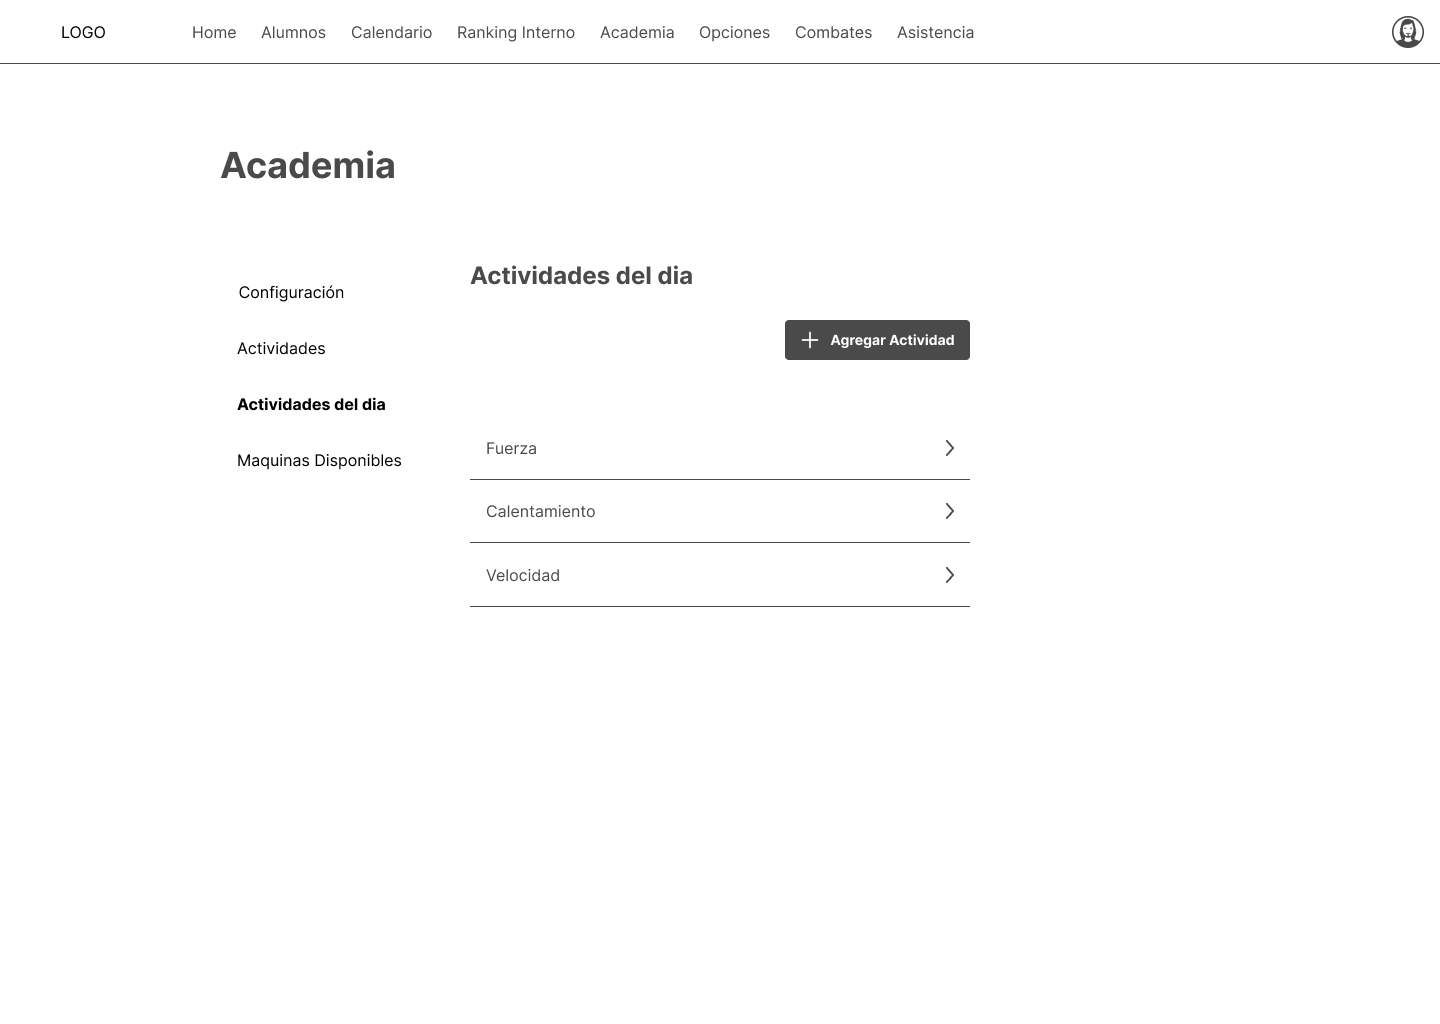 LOGO Home Alumnos Calendario Ranking Interno Academia Opciones Combates Asistencia
Academia
Configuración
Actividades
Actividades del dia
Maquinas Disponibles
Actividades del dia
Agregar Actividad
Fuerza
Calentamiento
Velocidad